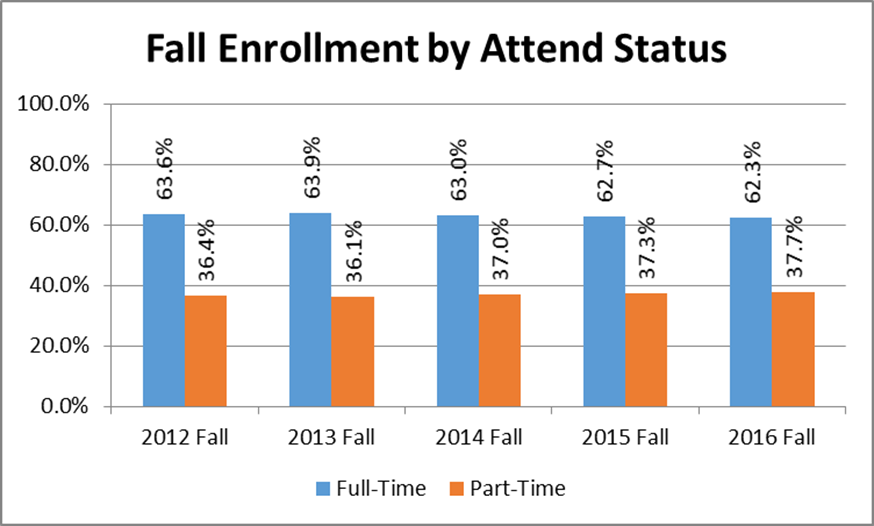 Fall Enrollment by Attend Status
100.0%
80.0%
60.0%
40.0%
20.0%
0.0%
63.6%
36.4%
63.9%
36.1%
63.0%
37.0%
62.7%
37.3%
62.3%
37.7%
2012 Fall
2013 Fall
2014 Fall
2015 Fall
2016 Fall
Full-Time
Part-Time